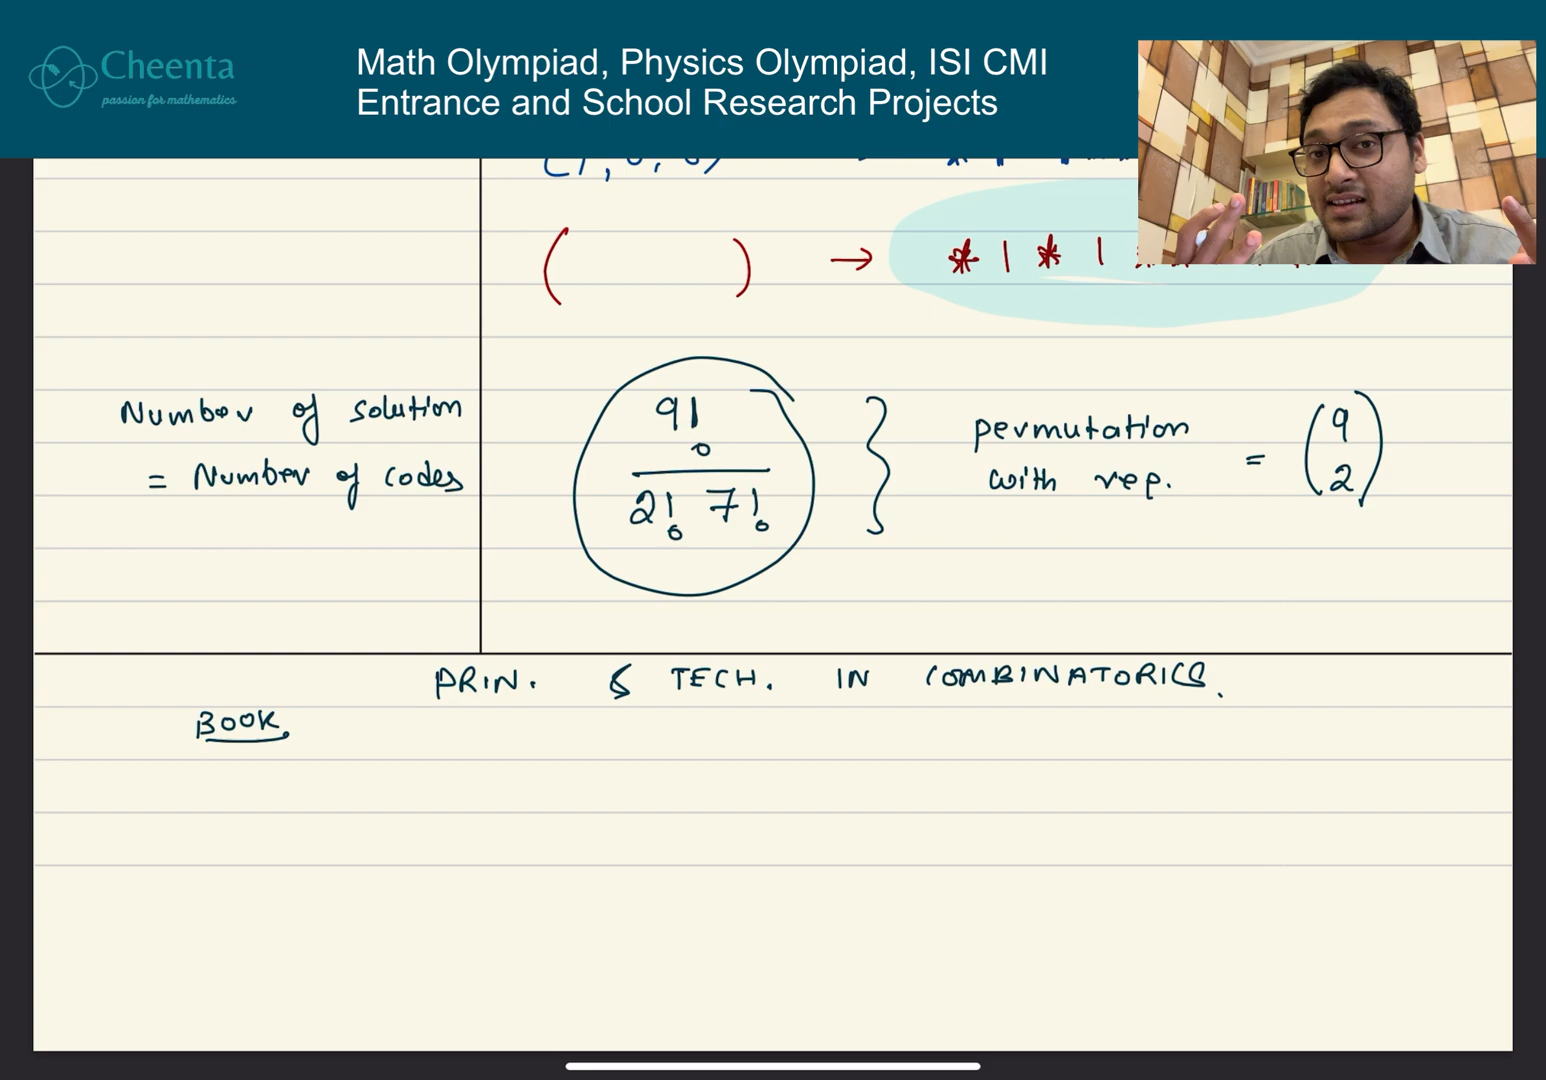 Cheenta
passion for mathematics
Math Olympiad, Physics Olympiad, ISI CMI
Entrance and School Research Projects
( ) → * | * |
Number of solution
= Number of codes
9!
2! 7!
}
permutation
with rep.
= (9 2)
PRIN. & TECH. IN COMBINATORICS.
BOOK.